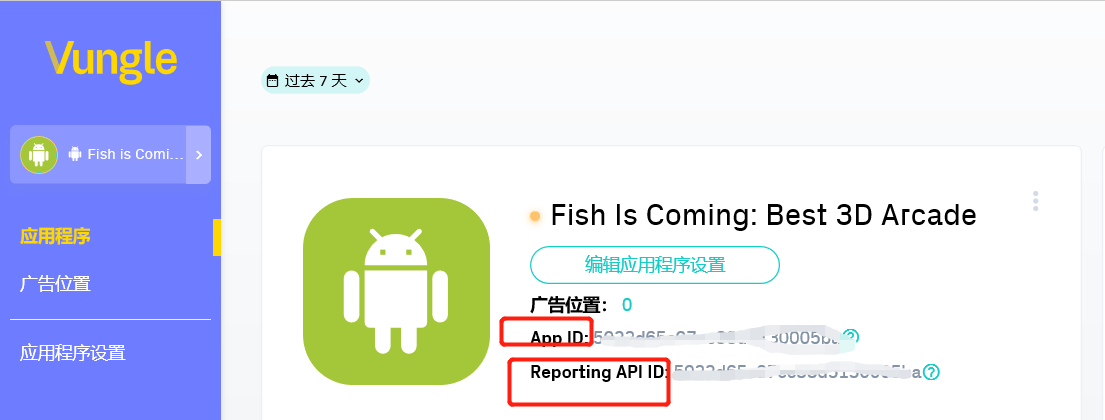 Vungle
过去 7 天
Fish is Comi...
Fish Is Coming: Best 3D Arcade
应用程序
编辑应用程序设置
广告位置
广告位置： 0
App ID:
应用程序设置
Reporting API ID: